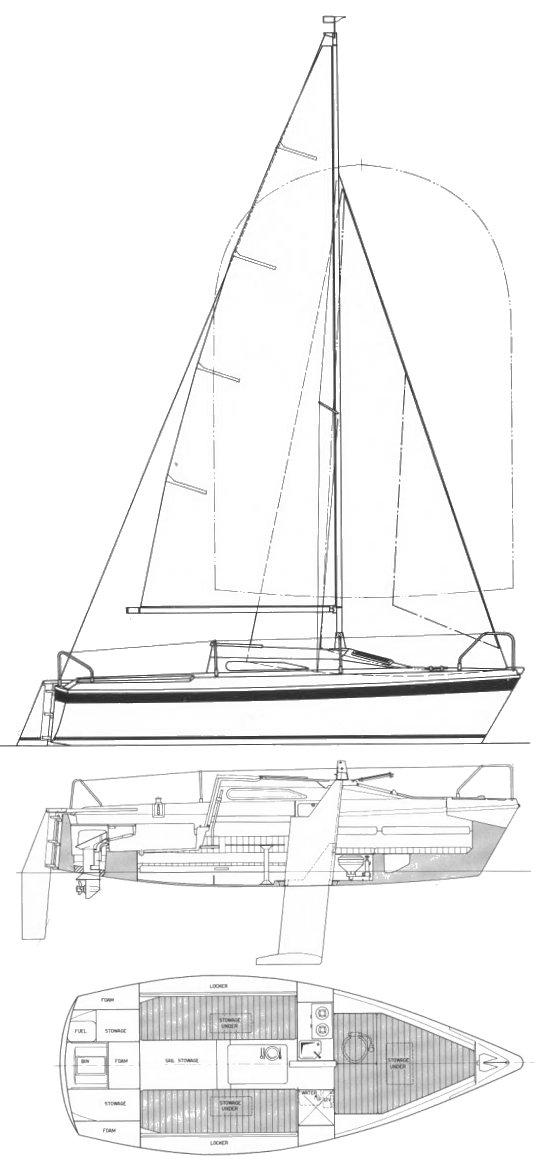 LOCKER
FOAM
STOWAGE
UNDER
FUEL
STOWAGE
BIN
FOAM
SAIL STOWAGE
STOWAGE
UNDER
WATER
STOWAGE
STOWAGE
UNDER
FOAM
LOCKER